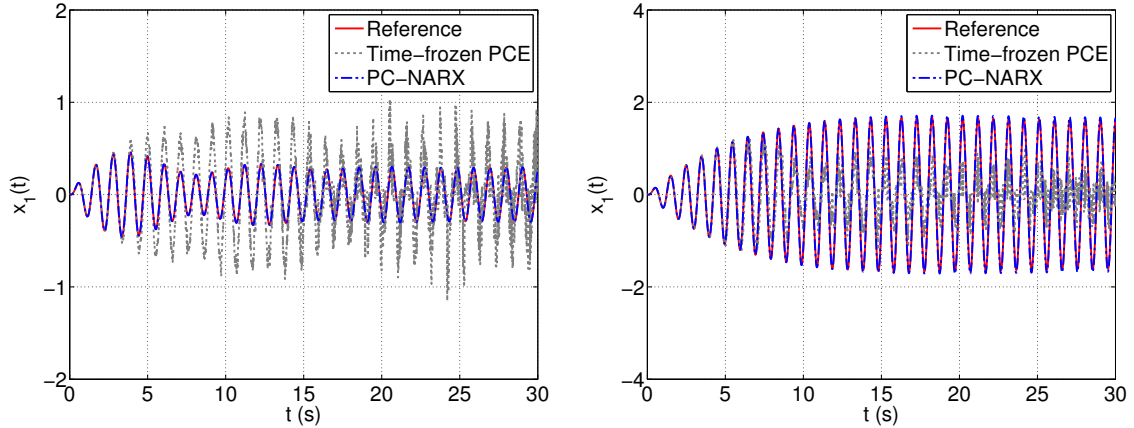 2
1
0
−1
−2
x1(t)
0 5 10 15 20 25 30
t (s)
Reference
Time−frozen PCE
PC−NARX
4
2
0
−2
−4
x1(t)
0 5 10 15 20 25 30
t (s)
Reference
Time−frozen PCE
PC−NARX